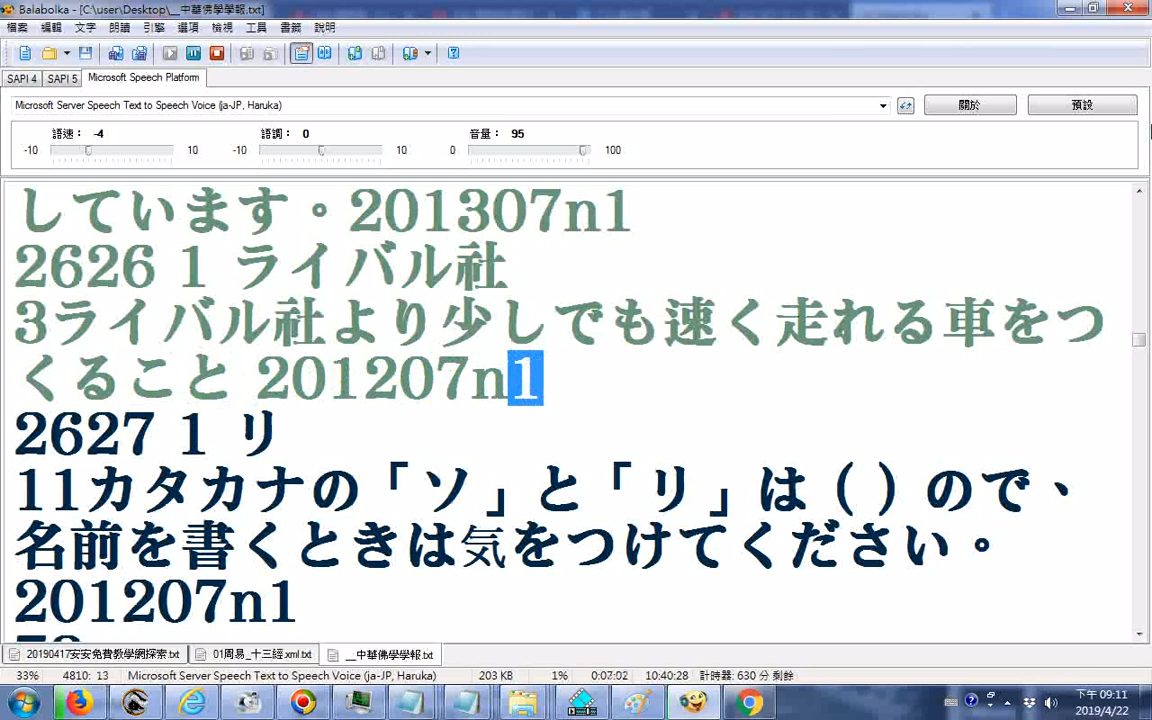 Balabolka - [C:\user\Desktop\__中華佛學學報.txt]
檔案 編輯 文字 朗讀 引擎 選項 檢視 工具 書籤 說明
SAPI 4 SAPI 5 Microsoft Speech Platform
Microsoft Server Speech Text to Speech Voice (ja-JP, Haruka) 關於 預設
語速： -4 語調： 0 音量： 95
-10 10 -10 10 0 100
しています。201307n1
2626 1 ライバル社
3ライバル社より少しでも速く走れる車をつ
くること 201207n1
2627 1 リ
11カタカナの「ソ」と「リ」は（）ので、
名前を書くときは気をつけてください。
201207n1
20190417安安免費教學網探索.txt 01周易_十三經.xml.txt __中華佛學學報.txt
33% 4810: 13 Microsoft Server Speech Text to Speech Voice (ja-JP, Haruka) 203 KB 1% 0:07:02 10:40:28 計時器: 630 分 剩餘
下午 09:11
2019/4/22